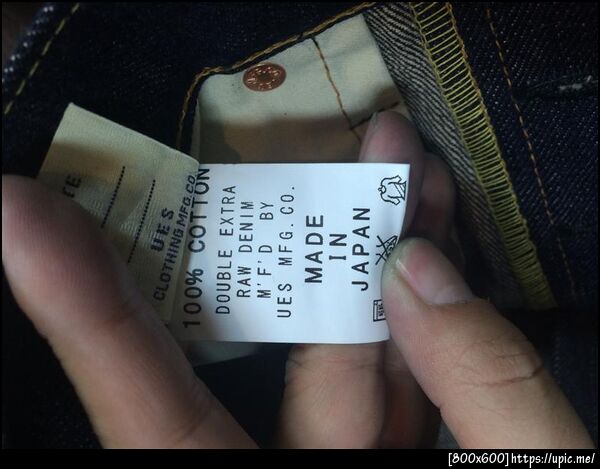 UES
CLOTHING MFG.CO.
100% COTTON
DOUBLE EXTRA
RAW DENIM
M'F'D BY
UES MFG.CO.
MADE
IN
JAPAN
[800x600]https://upic.me/